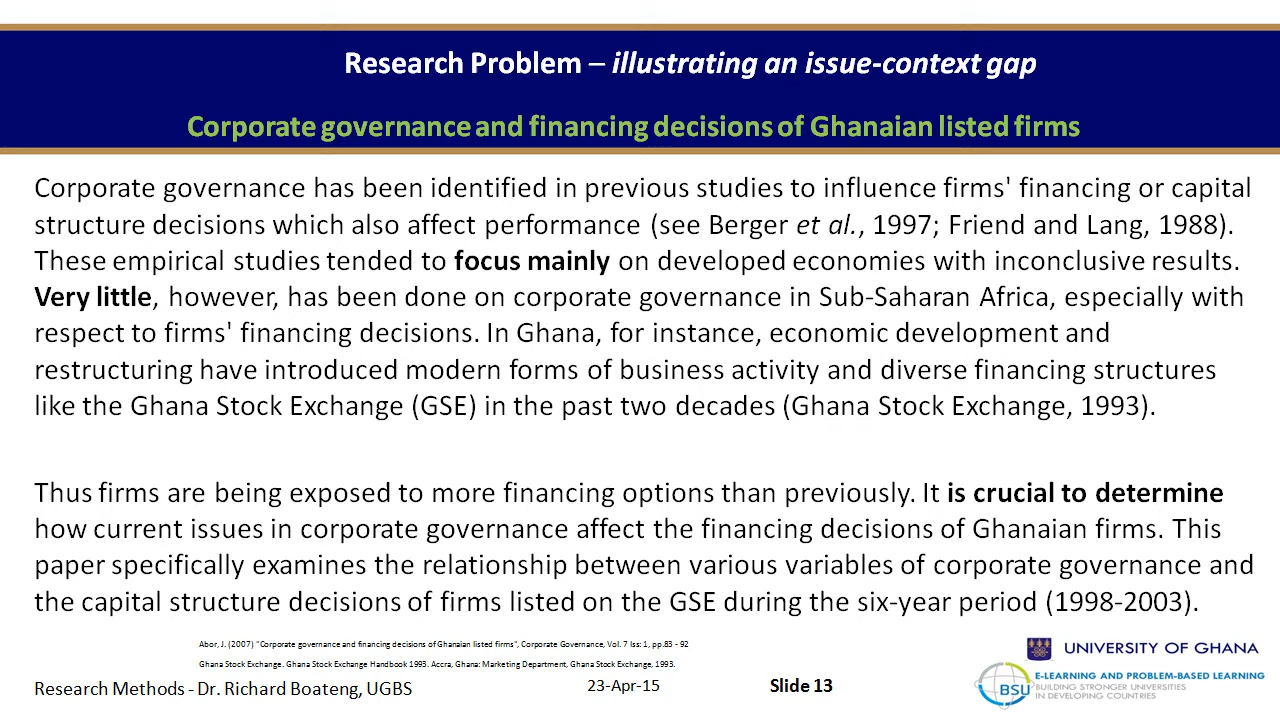 Research Problem – illustrating an issue-context gap
Corporate governance and financing decisions of Ghanaian listed firms
Corporate governance has been identified in previous studies to influence firms' financing or capital
structure decisions which also affect performance (see Berger et al., 1997; Friend and Lang, 1988).
These empirical studies tended to focus mainly on developed economies with inconclusive results.
Very little, however, has been done on corporate governance in Sub-Saharan Africa, especially with
respect to firms' financing decisions. In Ghana, for instance, economic development and
restructuring have introduced modern forms of business activity and diverse financing structures
like the Ghana Stock Exchange (GSE) in the past two decades (Ghana Stock Exchange, 1993).
Thus firms are being exposed to more financing options than previously. It is crucial to determine
how current issues in corporate governance affect the financing decisions of Ghanaian firms. This
paper specifically examines the relationship between various variables of corporate governance and
the capital structure decisions of firms listed on the GSE during the six-year period (1998-2003).
Abor, J. (2007) "Corporate governance and financing decisions of Ghanaian listed firms", Corporate Governance, Vol. 7 Iss: 1, pp.83 - 92
Ghana Stock Exchange. Ghana Stock Exchange Handbook 1993. Accra, Ghana: Marketing Department, Ghana Stock Exchange, 1993.
Research Methods - Dr. Richard Boateng, UGBS
23-Apr-15
Slide 13
UNIVERSITY OF GHANA
BSU
E-LEARNING AND PROBLEM-BASED LEARNING
BUILDING STRONGER UNIVERSITIES
IN DEVELOPING COUNTRIES